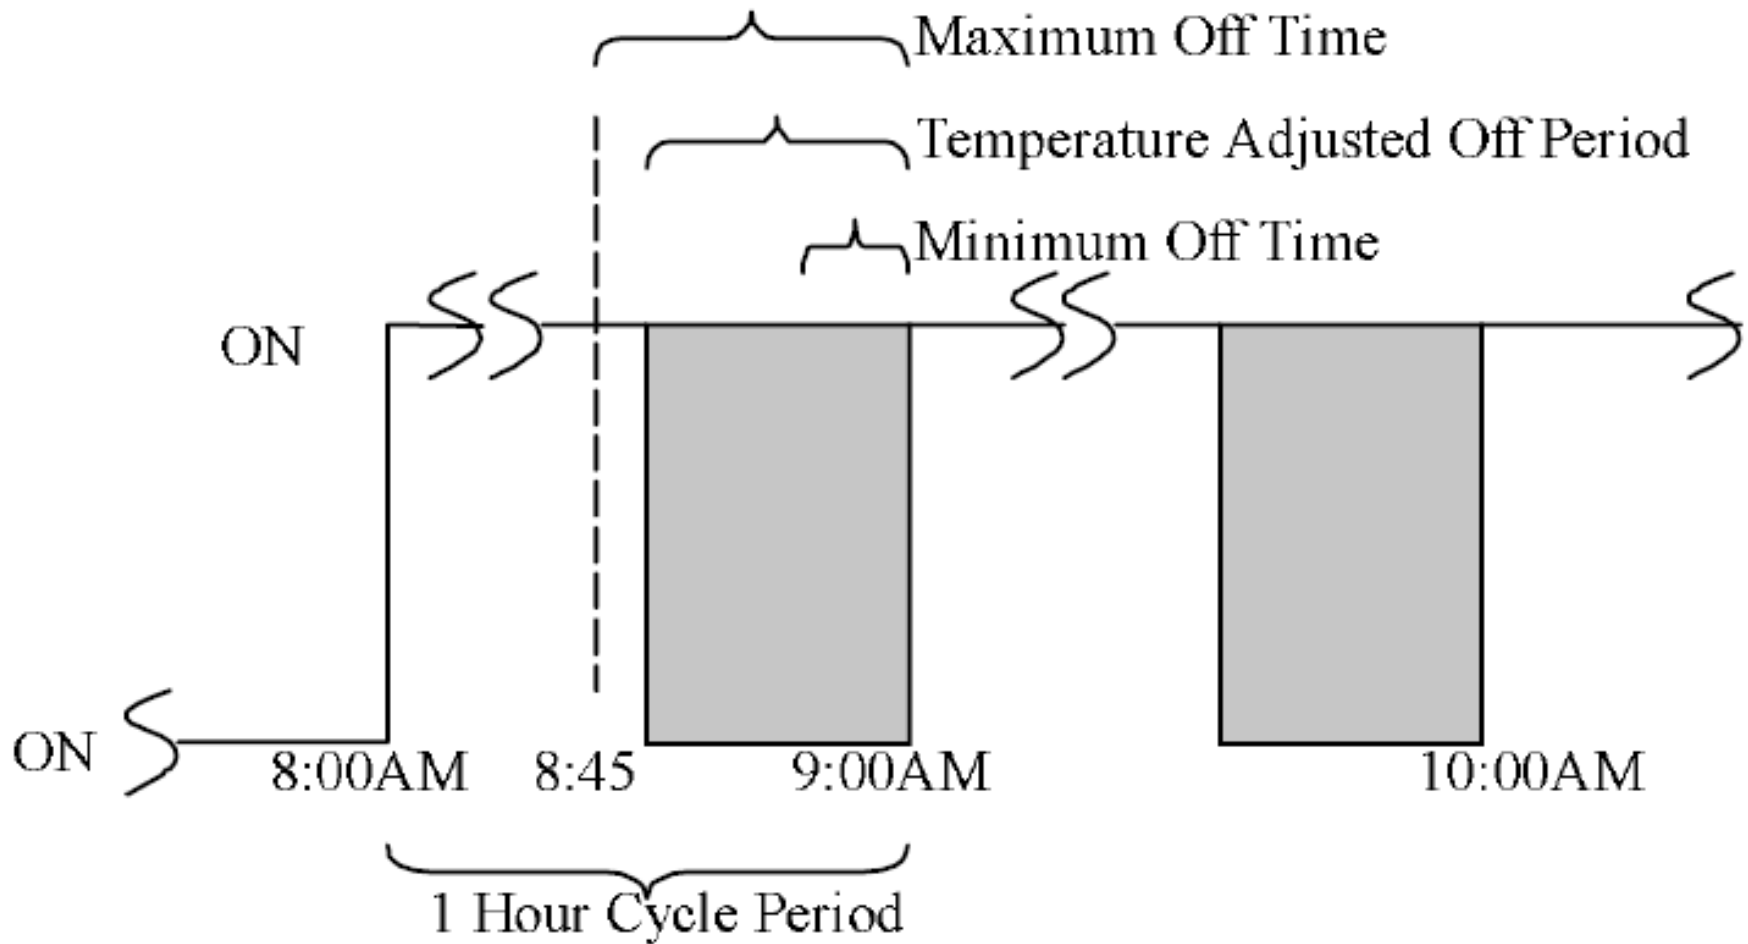 Maximum Off Time
Temperature Adjusted Off Period
Minimum Off Time
ON
ON
8:00AM
8:45
9:00AM
10:00AM
1 Hour Cycle Period